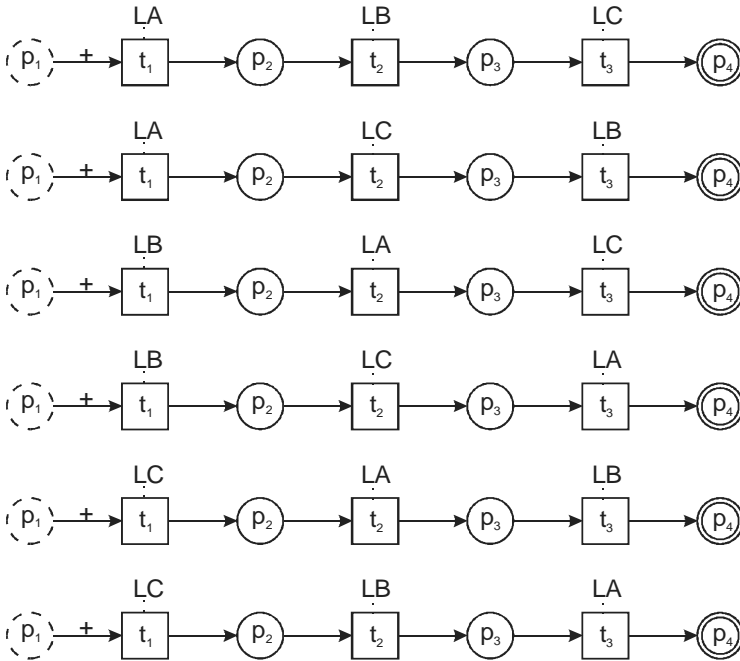 LA LB LC
p1 + t1 p2 t2 p3 t3 p4
LA LC LB
p1 + t1 p2 t2 p3 t3 p4
LB LA LC
p1 + t1 p2 t2 p3 t3 p4
LB LC LA
p1 + t1 p2 t2 p3 t3 p4
LC LA LB
p1 + t1 p2 t2 p3 t3 p4
LC LB LA
p1 + t1 p2 t2 p3 t3 p4